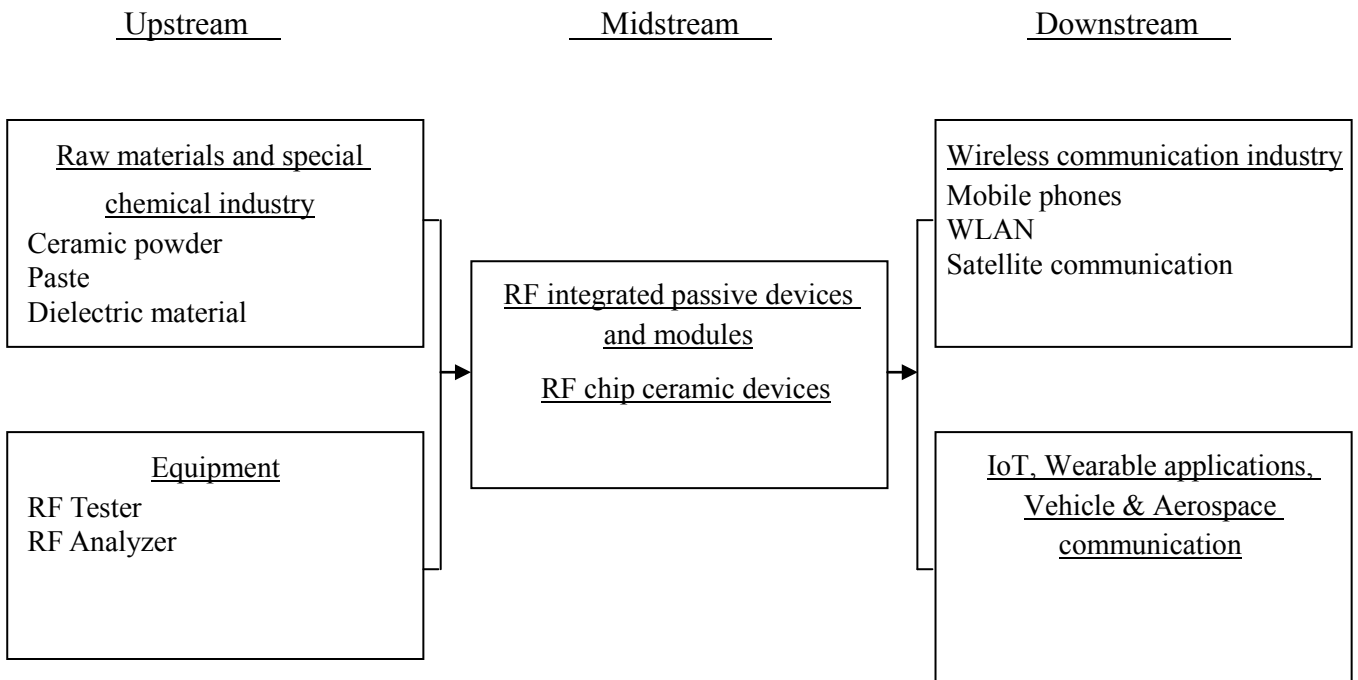 Upstream
Midstream
Downstream
Raw materials and special
chemical industry
Ceramic powder
Paste
Dielectric material
Equipment
RF Tester
RF Analyzer
RF integrated passive devices
and modules
RF chip ceramic devices
Wireless communication industry
Mobile phones
WLAN
Satellite communication
IoT, Wearable applications,
Vehicle & Aerospace
communication